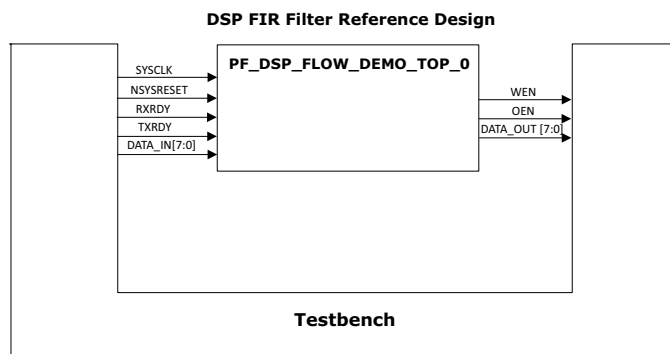 DSP FIR Filter Reference Design
PF_DSP_FLOW_DEMO_TOP_0
SYSCLK
NSYSRESET
RXRDY
TXRDY
DATA_IN[7:0]
WEN
OEN
DATA_OUT [7:0]
Testbench